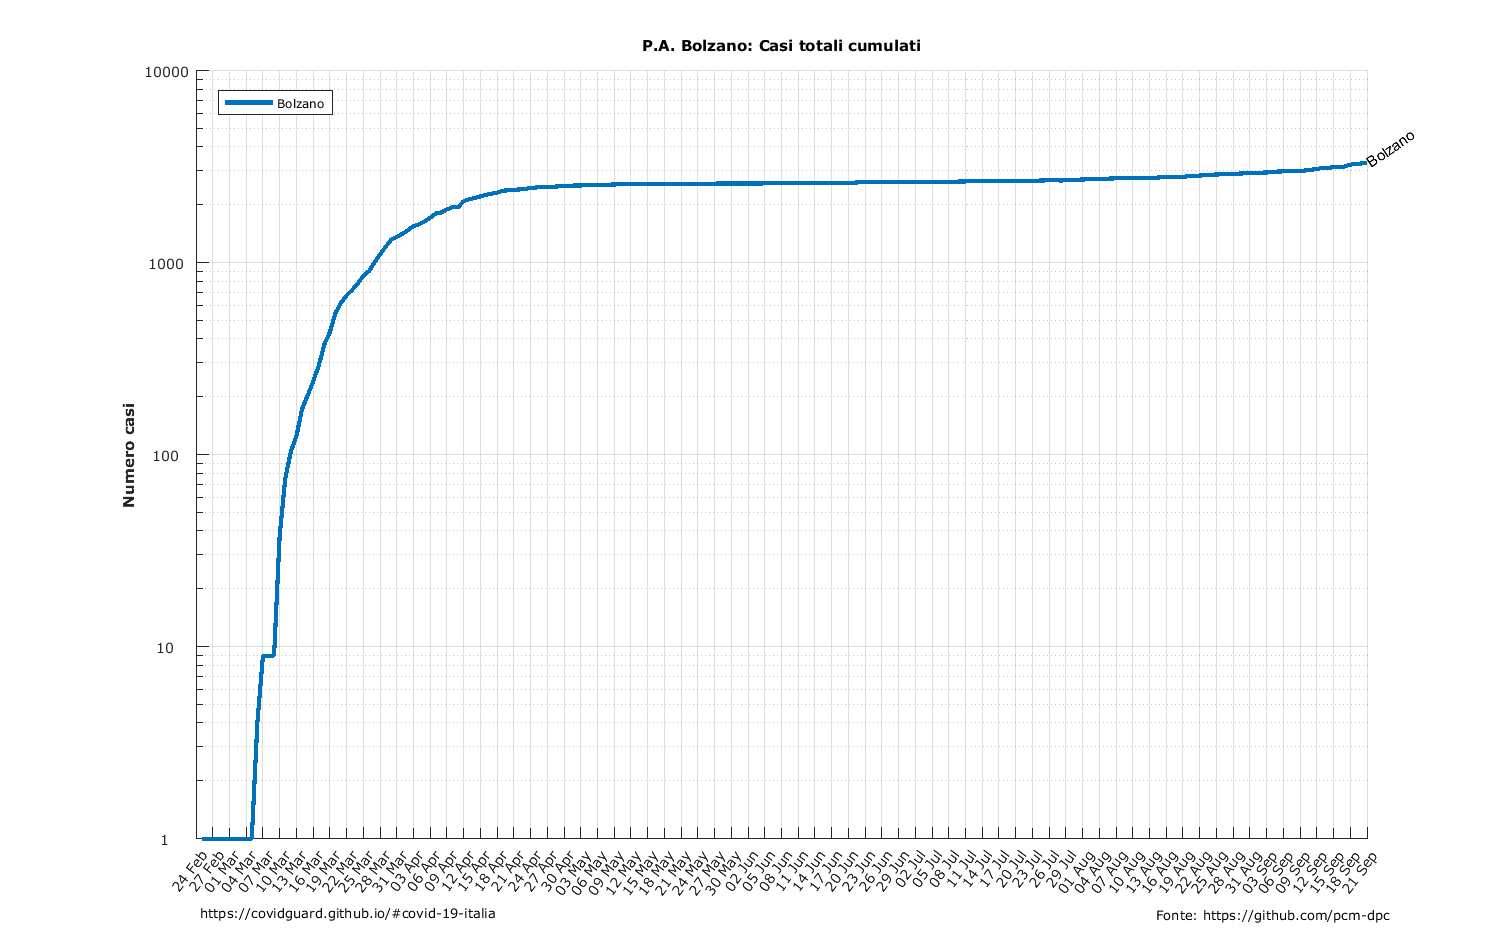 P.A. Bolzano: Casi totali cumulati
10000
1000
100
10
1
Numero casi
Bolzano
Bolzano
24 Feb
27 Feb
01 Mar
04 Mar
07 Mar
10 Mar
13 Mar
16 Mar
19 Mar
22 Mar
25 Mar
28 Mar
31 Mar
03 Apr
06 Apr
09 Apr
12 Apr
15 Apr
18 Apr
21 Apr
24 Apr
27 Apr
30 Apr
03 May
06 May
09 May
12 May
15 May
18 May
21 May
24 May
27 May
30 May
02 Jun
05 Jun
08 Jun
11 Jun
14 Jun
17 Jun
20 Jun
23 Jun
26 Jun
29 Jun
02 Jul
05 Jul
08 Jul
11 Jul
14 Jul
17 Jul
20 Jul
23 Jul
26 Jul
29 Jul
01 Aug
04 Aug
07 Aug
10 Aug
13 Aug
16 Aug
19 Aug
22 Aug
25 Aug
28 Aug
31 Aug
03 Sep
06 Sep
09 Sep
12 Sep
15 Sep
18 Sep
21 Sep
https://covidguard.github.io/#covid-19-italia
Fonte: https://github.com/pcm-dpc